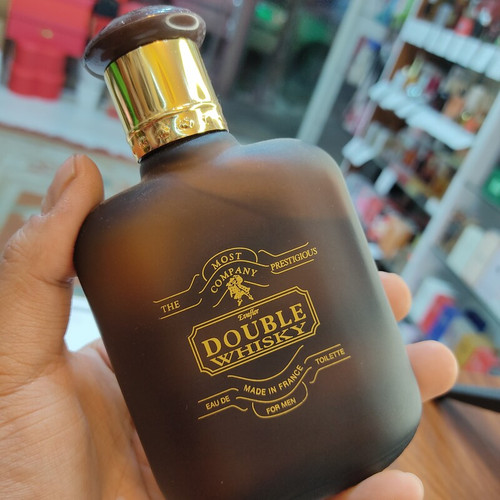 THE MOST PRESTIGIOUS
COMPANY
Evaflor
DOUBLE
WHISKY
MADE IN FRANCE
EAU DE TOILETTE
FOR MEN